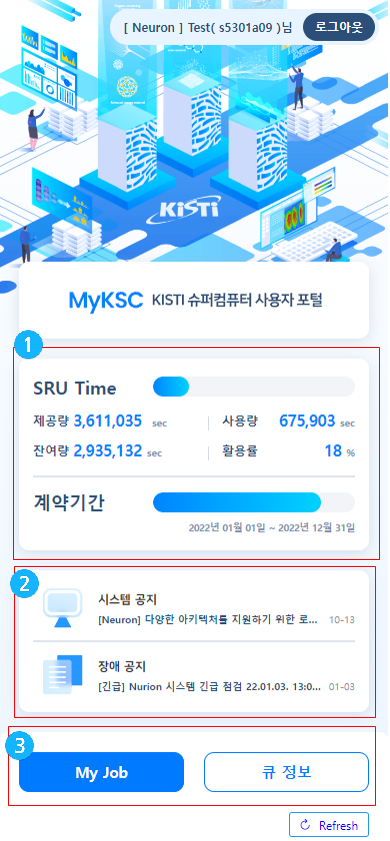 [ Neuron ] Test( s5301a09 )님 로그아웃
KiSTi
MyKSC KISTI 슈퍼컴퓨터 사용자 포털
1
SRU Time
제공량 3,611,035 sec 사용량 675,903 sec
잔여량 2,935,132 sec 활용률 18 %
계약기간
2022년 01월 01일 ~ 2022년 12월 31일
2
시스템 공지
[Neuron] 다양한 아키텍처를 지원하기 위한 로... 10-13
장애 공지
[긴급] Nurion 시스템 긴급 점검 22.01.03. 13:0... 01-03
3
My Job 큐 정보
Refresh